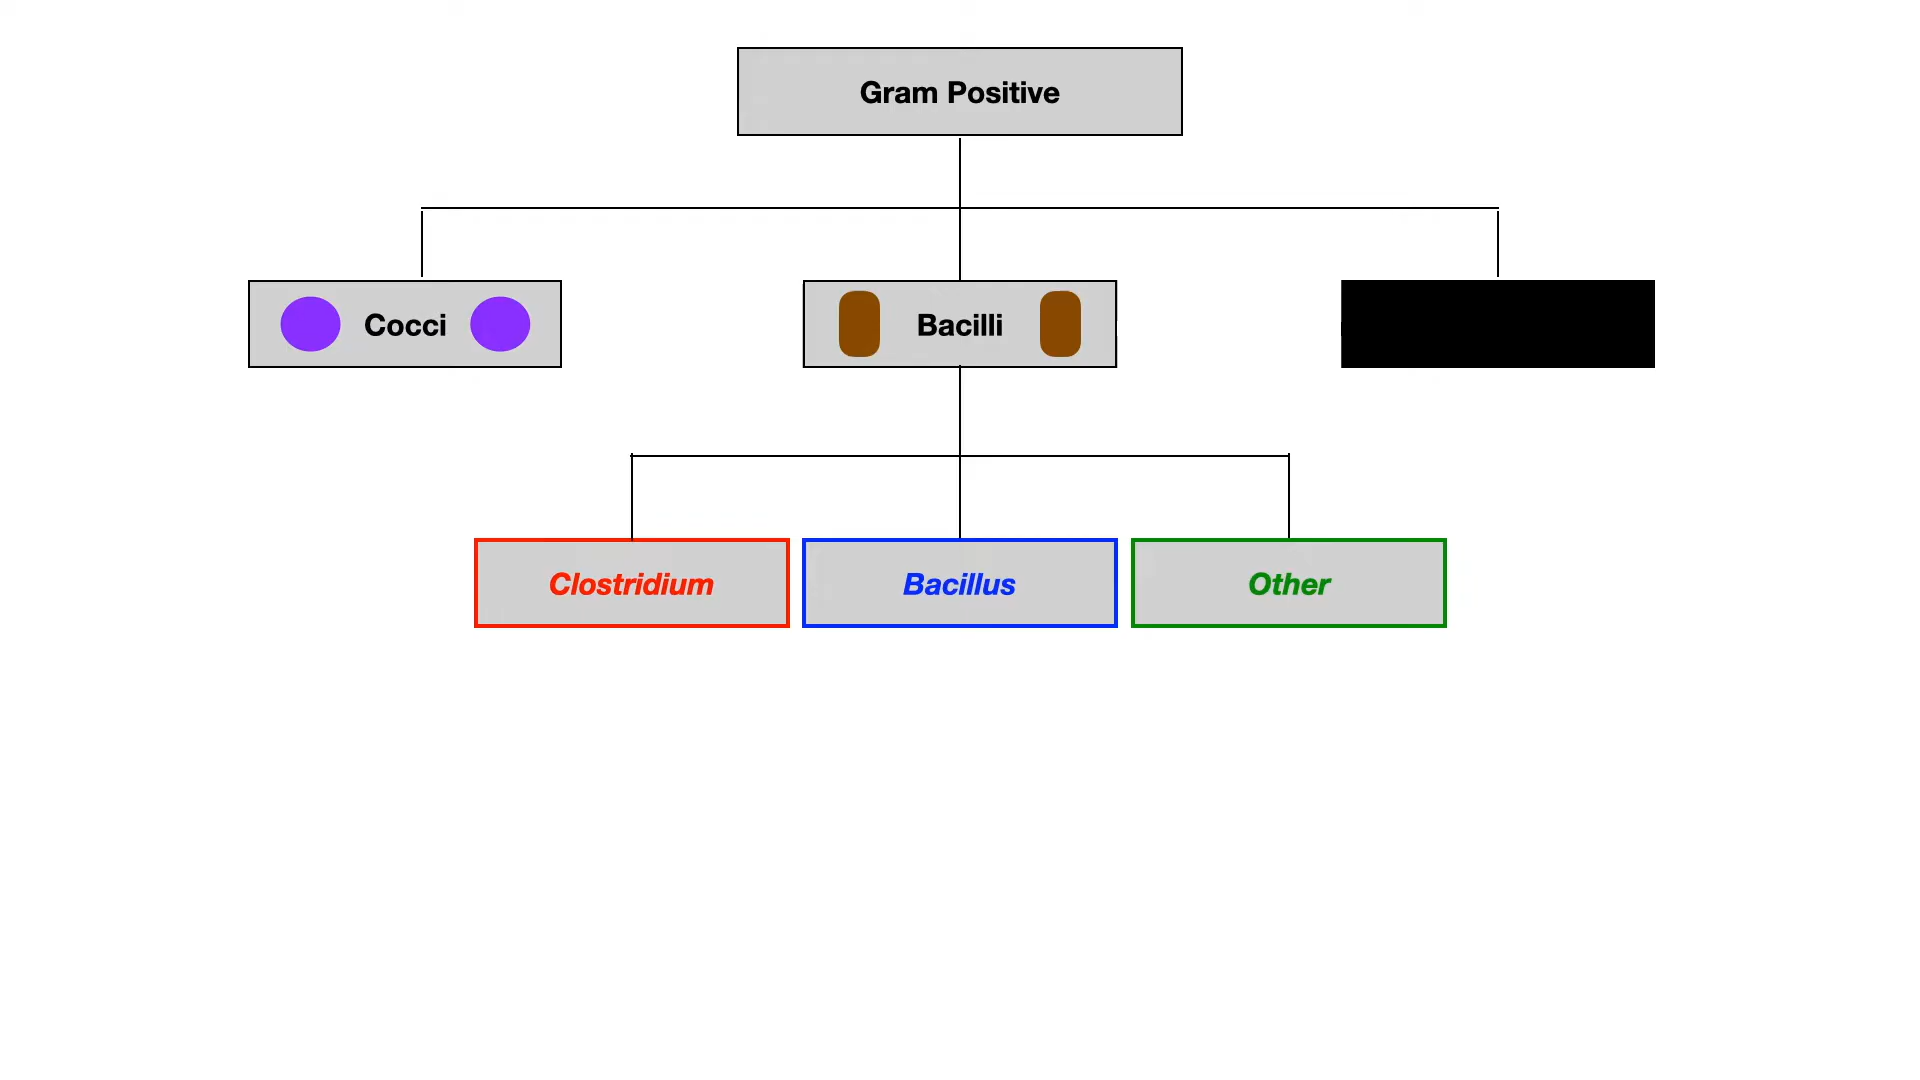 Gram Positive
Cocci
Bacilli
Clostridium
Bacillus
Other